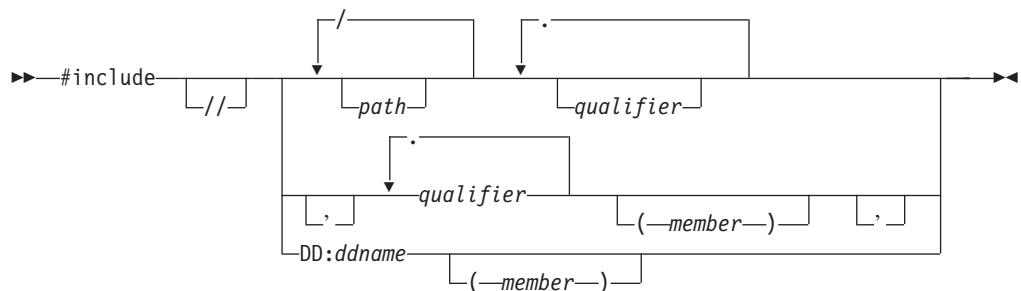 / .
#include
// path qualifier
.
qualifier
, ( member ) ,
DD:ddname
( member )